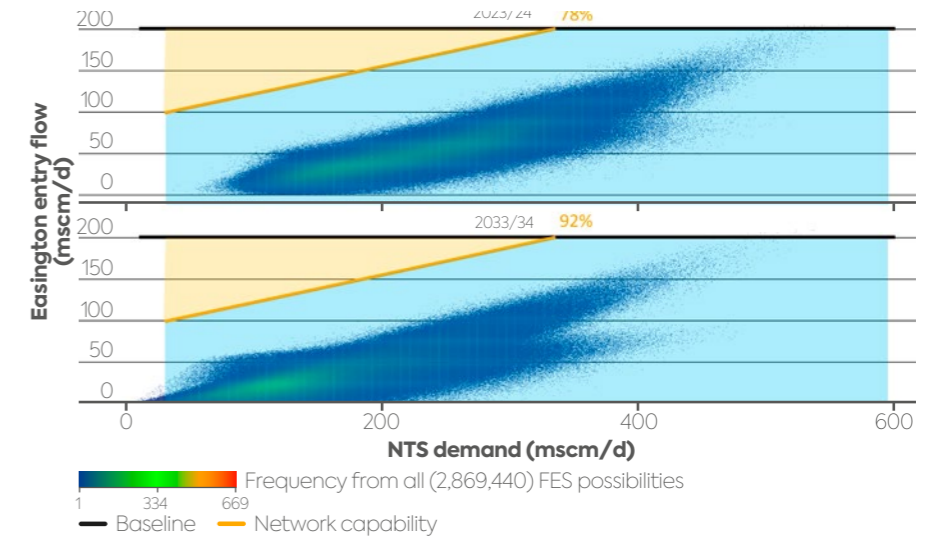 2023/24 78%
200
150
100
50
0
2033/34 92%
200
150
100
50
0
Easington entry flow
(mscm/d)
0 200 400 600
NTS demand (mscm/d)
Frequency from all (2,869,440) FES possibilities
1 334 669
Baseline Network capability